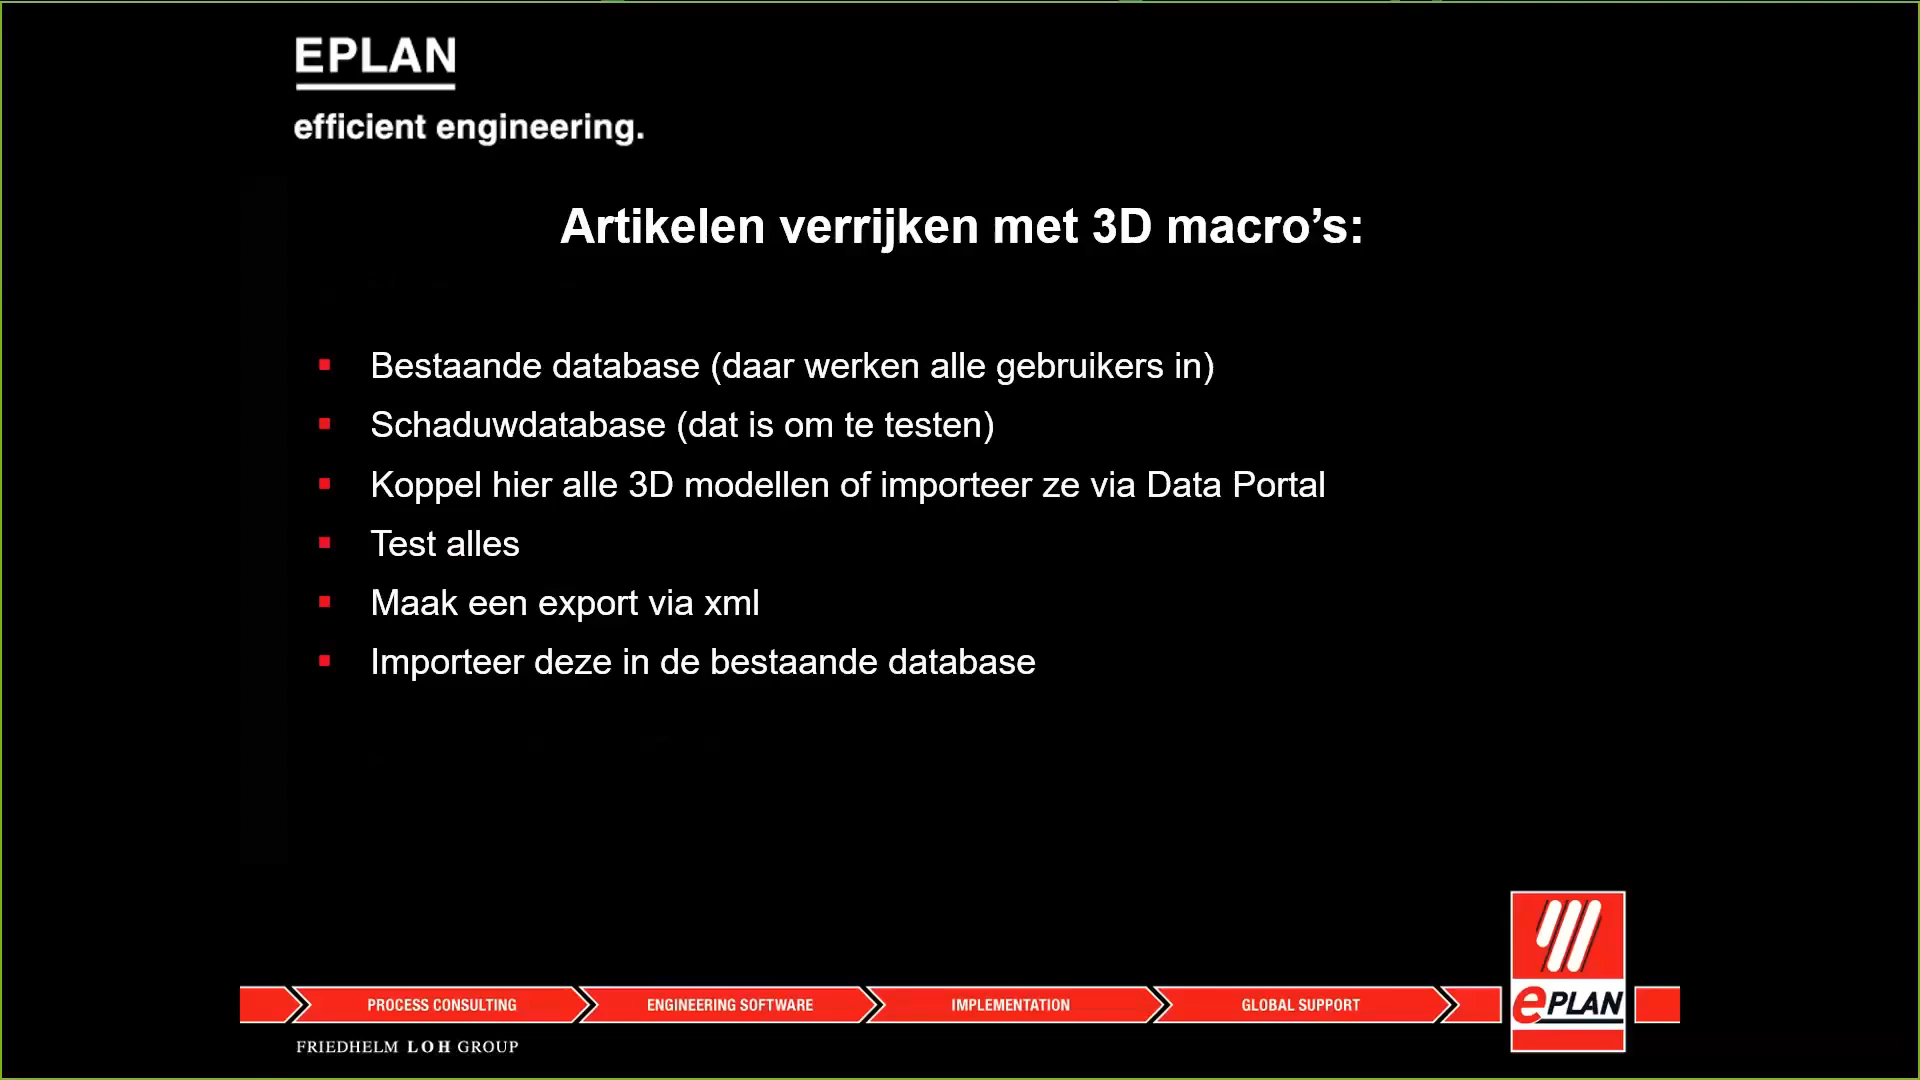 EPLAN
efficient engineering.
Artikelen verrijken met 3D macro’s:
▪ Bestaande database (daar werken alle gebruikers in)
▪ Schaduwdatabase (dat is om te testen)
▪ Koppel hier alle 3D modellen of importeer ze via Data Portal
▪ Test alles
▪ Maak een export via xml
▪ Importeer deze in de bestaande database
PROCESS CONSULTING
ENGINEERING SOFTWARE
IMPLEMENTATION
GLOBAL SUPPORT
ePLAN
FRIEDHELM LOH GROUP